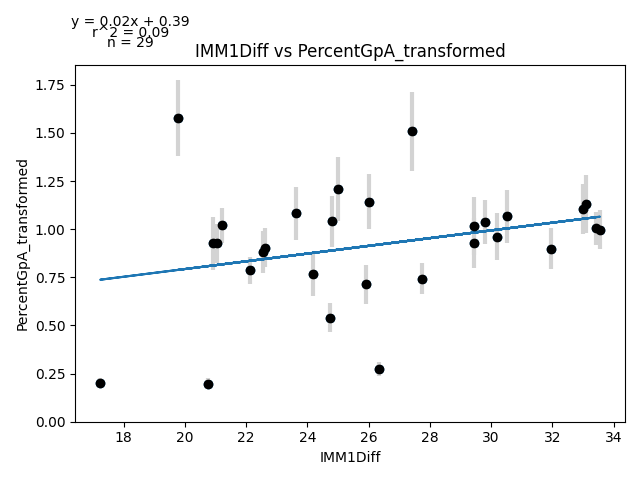 y = 0.02x + 0.39
r^2 = 0.09
n = 29
IMM1Diff vs PercentGpA_transformed
PercentGpA_transformed
1.75
1.50
1.25
1.00
0.75
0.50
0.25
0.00
18 20 22 24 26 28 30 32 34
IMM1Diff